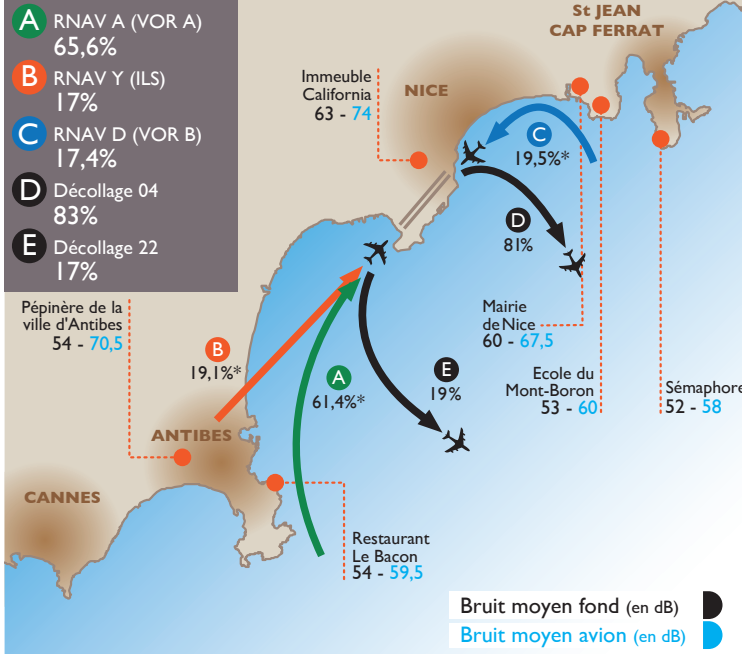 A RNAV A (VOR A)
65,6%
B RNAV Y (ILS)
17%
C RNAV D (VOR B)
17,4%
D Décollage 04
83%
E Décollage 22
17%
St JEAN
CAP FERRAT
Immeuble
California
63 - 74
NICE
C
19,5%*
D
81%
Pépinère de la
ville d'Antibes
54 - 70,5
B
19,1%*
A
61,4%*
E
19%
Mairie
de Nice
60 - 67,5
Ecole du
Mont-Boron
53 - 60
Sémaphore
52 - 58
ANTIBES
CANNES
Restaurant
Le Bacon
54 - 59,5
Bruit moyen fond (en dB)
Bruit moyen avion (en dB)